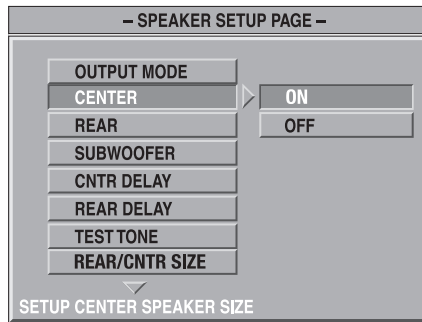 – SPEAKER SETUP PAGE –
OUTPUT MODE
CENTER
ON
REAR
OFF
SUBWOOFER
CNTR DELAY
REAR DELAY
TEST TONE
REAR/CNTR SIZE
SETUP CENTER SPEAKER SIZE